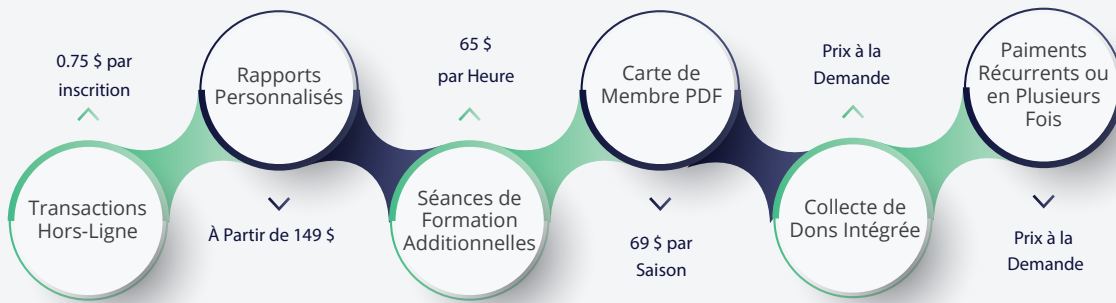 0.75 $ par
inscrition
Transactions
Hors-Ligne
Rapports
Personnalisés
À Partir de 149 $
65 $
par Heure
Séances de
Formation
Additionnelles
Carte de
Membre PDF
69 $ par
Saison
Prix à la
Demande
Collecte de
Dons Intégrée
Paiments
Récurrents ou
en Plusieurs
Fois
Prix à la
Demande